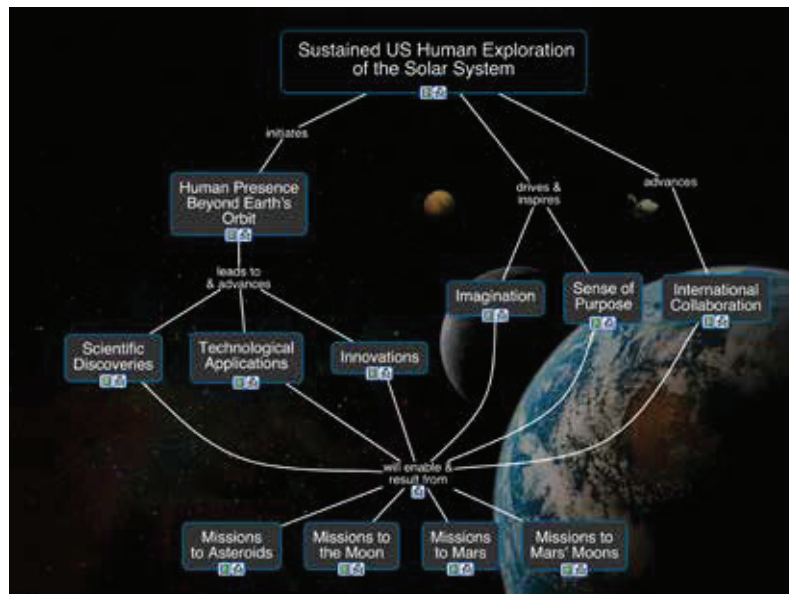 Sustained US Human Exploration
of the Solar System
initiates
drives &
inspires
advances
Human Presence
Beyond Earth's
Orbit
leads to
& advances
Imagination
Sense of
Purpose
International
Collaboration
Scientific
Discoveries
Technological
Applications
Innovations
will enable &
result from
Missions
to Asteroids
Missions to
the Moon
Missions
to Mars
Missions to
Mars' Moons